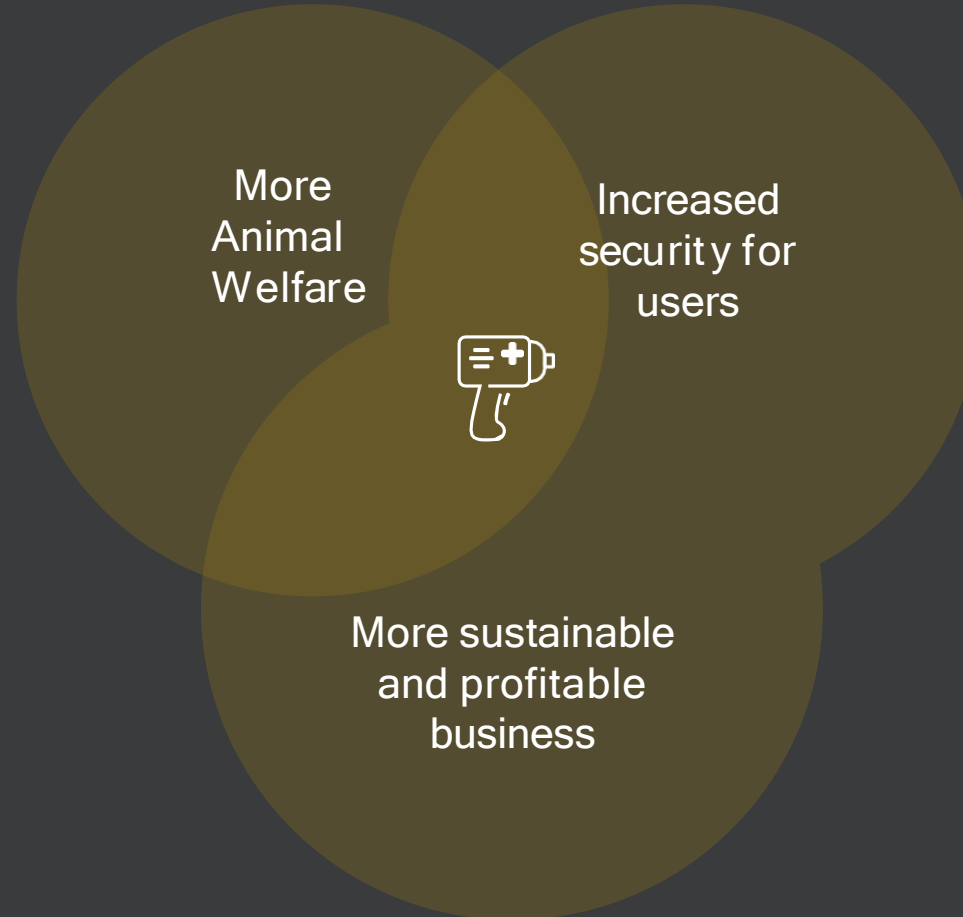 More
Animal
Welfare
Increased
security for
users
More sustainable
and profitable
business